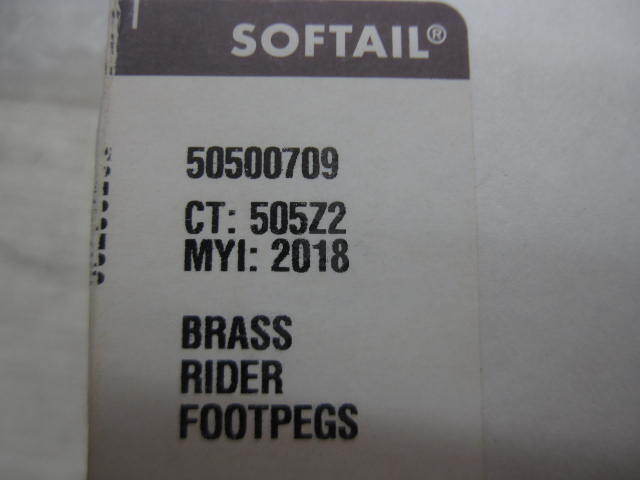 SOFTAIL®
50500709
CT: 505Z2
MYI: 2018
BRASS
RIDER
FOOTPEGS